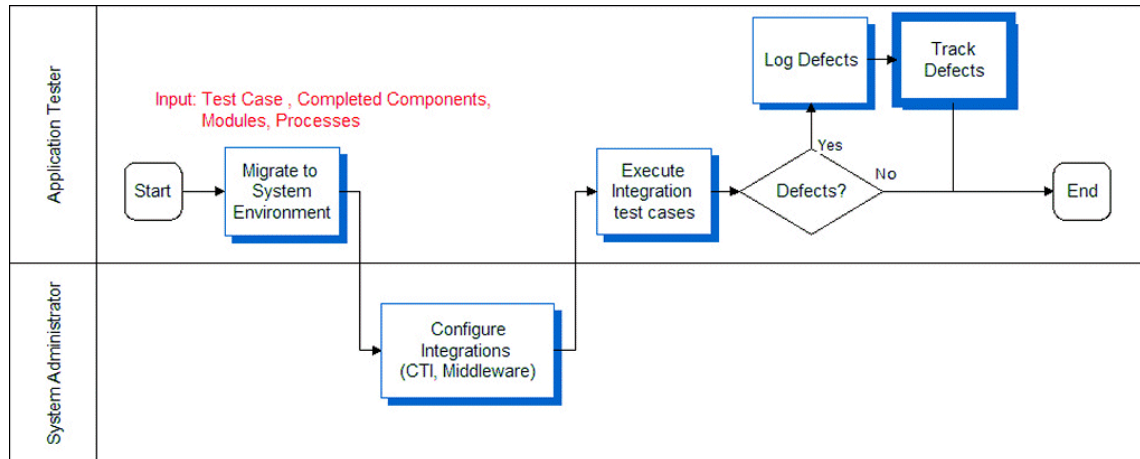 Application Tester
Input: Test Case , Completed Components,
Modules, Processes
Start
Migrate to
System
Environment
Execute
Integration
test cases
Defects?
Yes
No
Log Defects
Track
Defects
End
System Administrator
Configure
Integrations
(CTI, Middleware)